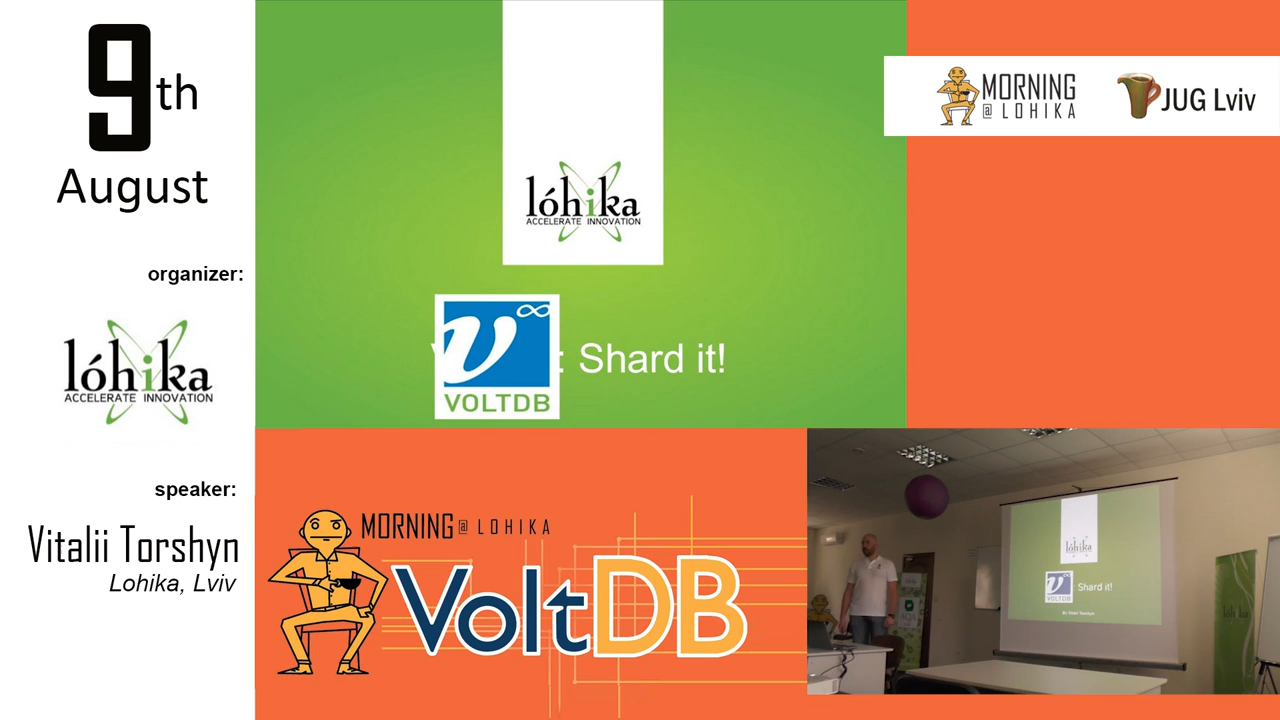 9th
August
organizer:
lóhika
ACCELERATE INNOVATION
speaker:
Vitalii Torshyn
Lohika, Lviv
lóhika
ACCELERATE INNOVATION
: Shard it!
v∞
VOLTDB
MORNING
@ LOHIKA
JUG Lviv
MORNING@LOHIKA
VoltDB
lóhika
Shard it!
VOLTDB
lóhika